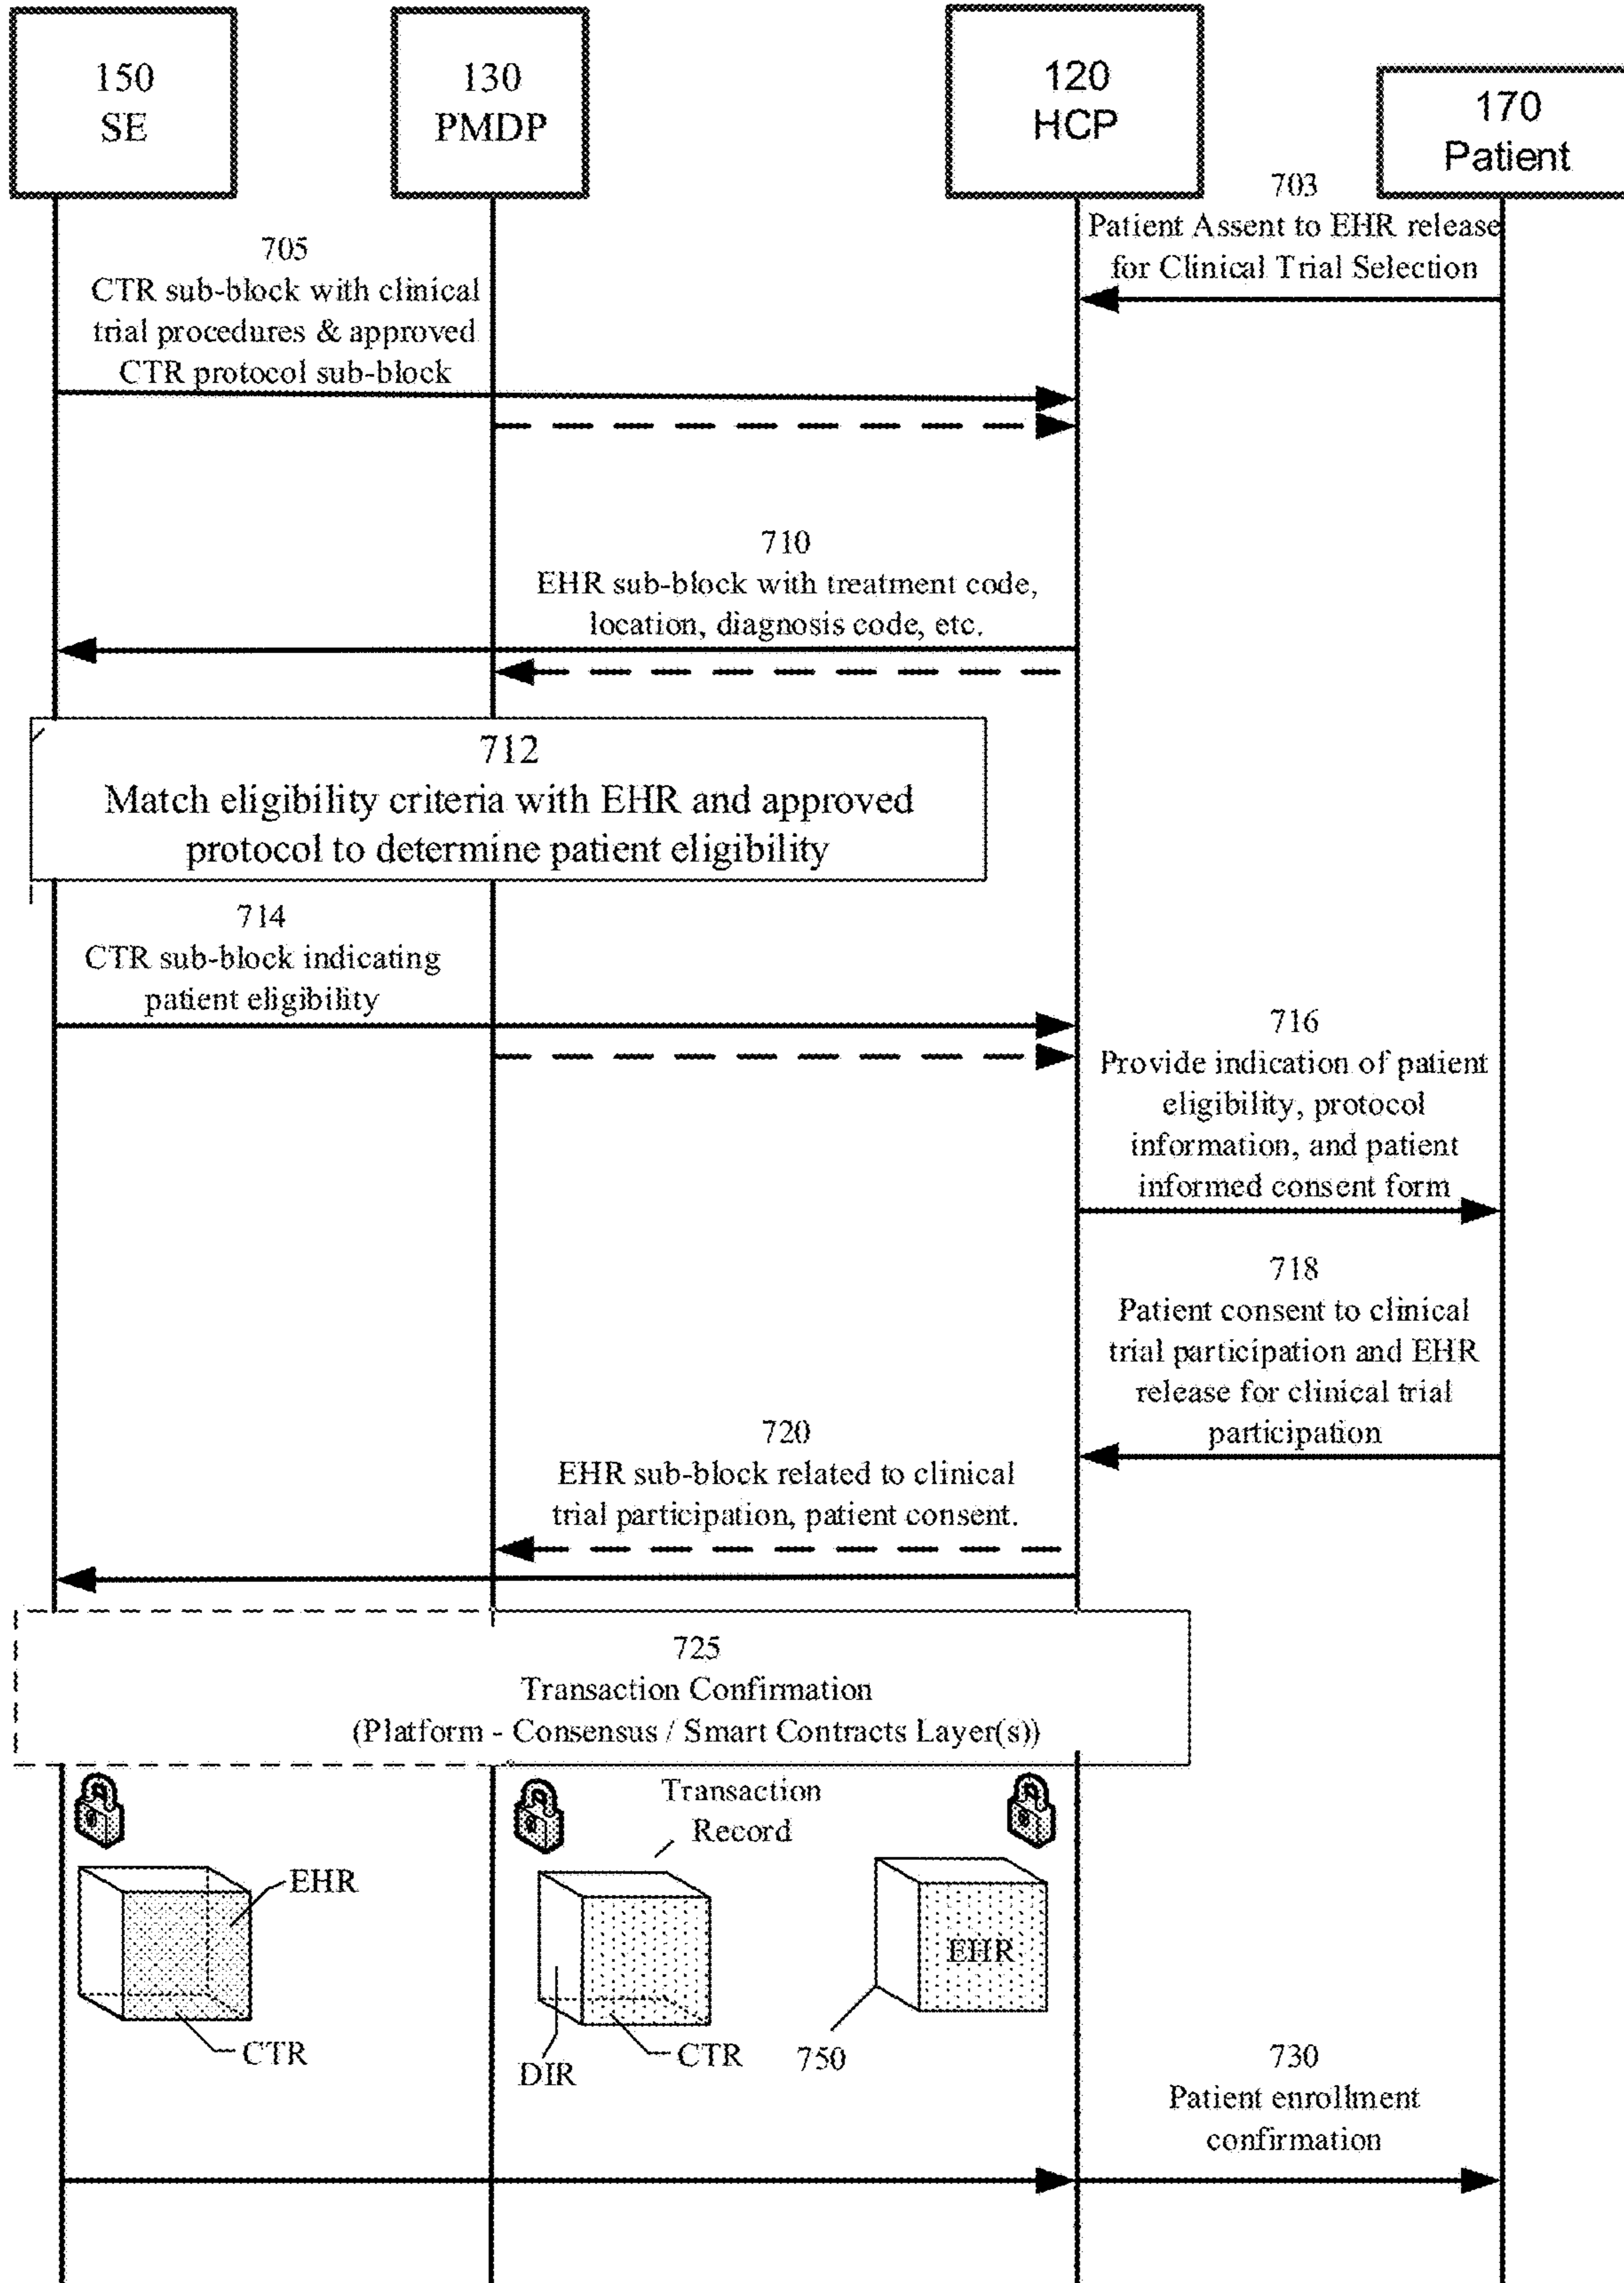 150
SE
130
PMDP
120
HCP
170
Patient
703
Patient Assent to EHR release
for Clinical Trial Selection
705
CTR sub-block with clinical
trial procedures & approved
CTR protocol sub-block
710
EHR sub-block with treatment code,
location, diagnosis code, etc.
712
Match eligibility criteria with EHR and approved
protocol to determine patient eligibility
714
CTR sub-block indicating
patient eligibility
716
Provide indication of patient
eligibility, protocol
information, and patient
informed consent form
718
Patient consent to clinical
trial participation and EHR
release for clinical trial
participation
720
EHR sub-block related to clinical
trial participation, patient consent.
725
Transaction Confirmation
(Platform - Consensus / Smart Contracts Layer(s))
Transaction
Record
EHR
CTR
DIR
CTR
EHR
750
730
Patient enrollment
confirmation